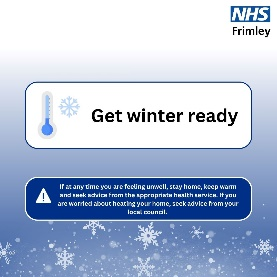 NHS
Frimley
Get winter ready
If at any time you are feeling unwell, stay home, keep warm
and seek advice from the appropriate health service. If you
are worried about heating your home, seek advice from your
local council.